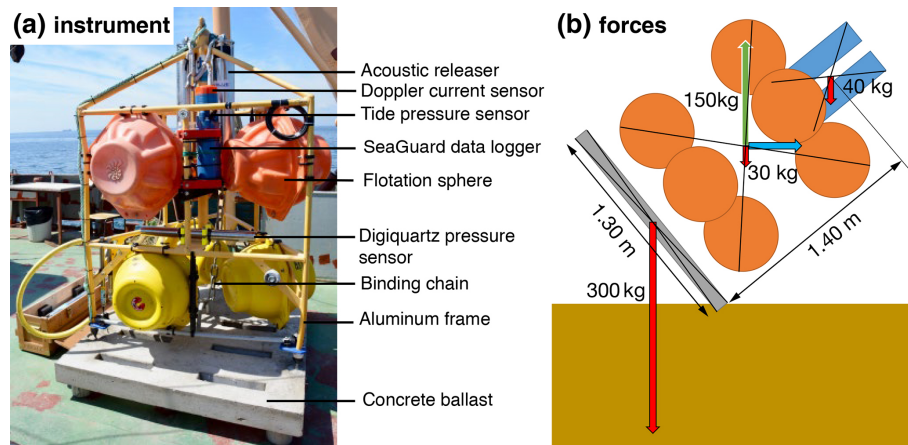 (a) instrument
Acoustic releaser
Doppler current sensor
Tide pressure sensor
SeaGuard data logger
Flotation sphere
Digiquartz pressure
sensor
Binding chain
Aluminum frame
Concrete ballast
(b) forces
150kg
40 kg
30 kg
1.30 m
1.40 m
300 kg